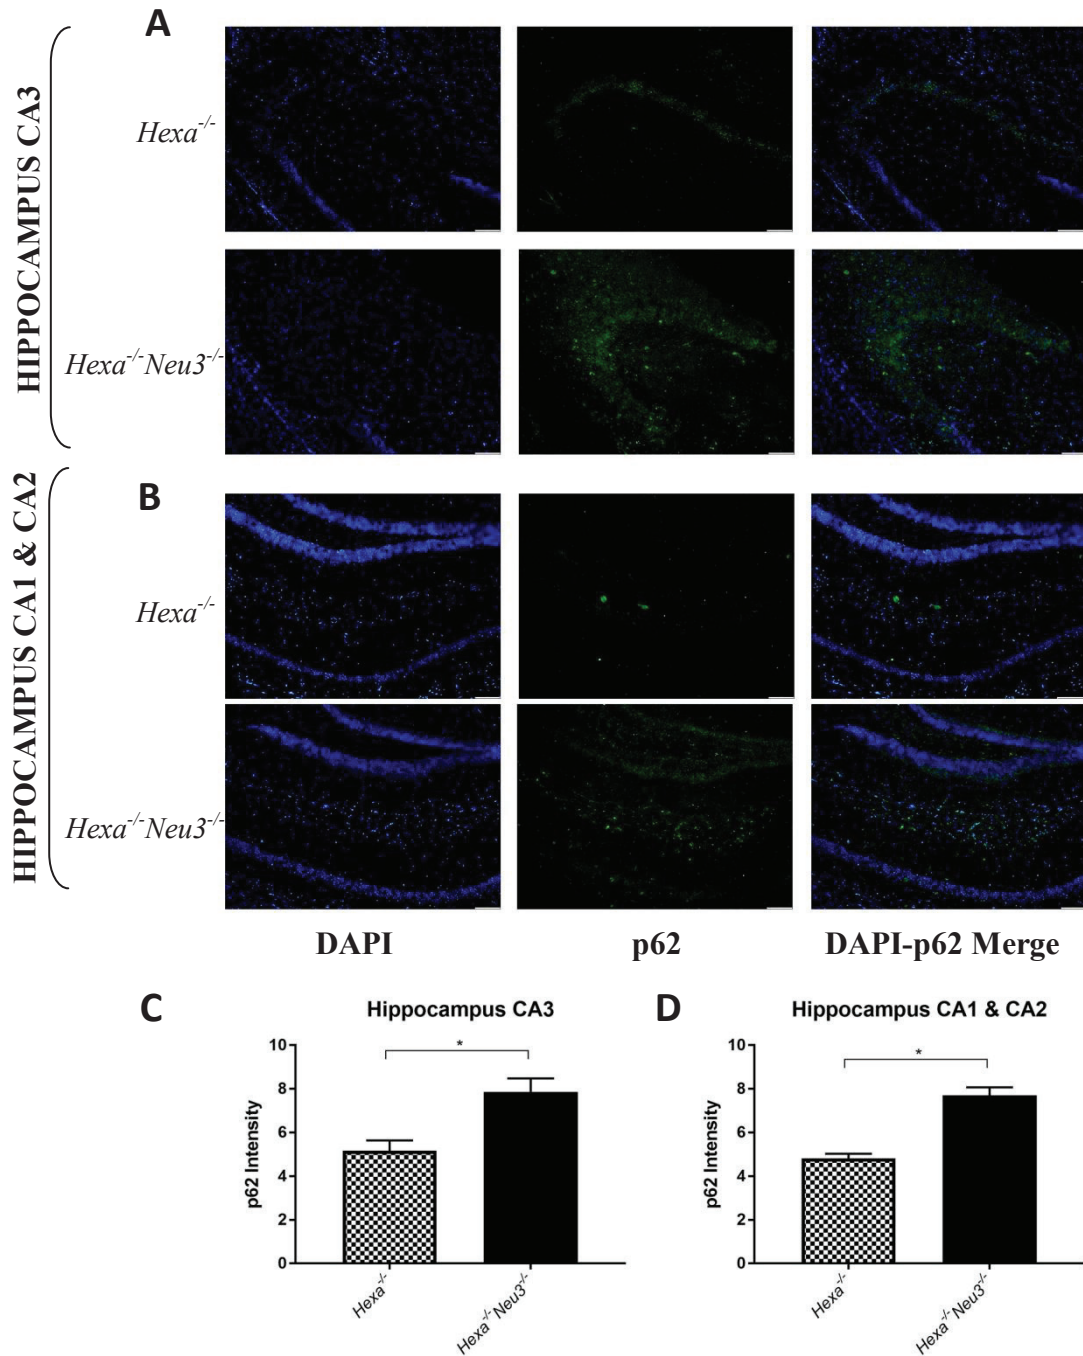 A
HIPPOCAMPUS CA3
Hexa-/-
Hexa-/-Neu3-/-
B
HIPPOCAMPUS CA1 & CA2
Hexa-/-
Hexa-/-Neu3-/-
DAPI
p62
DAPI-p62 Merge
C
Hippocampus CA3
p62 Intensity
10
8
6
4
2
0
*
Hexa-/-
Hexa-/-Neu3-/-
D
Hippocampus CA1 & CA2
p62 Intensity
10
8
6
4
2
0
*
Hexa-/-
Hexa-/-Neu3-/-